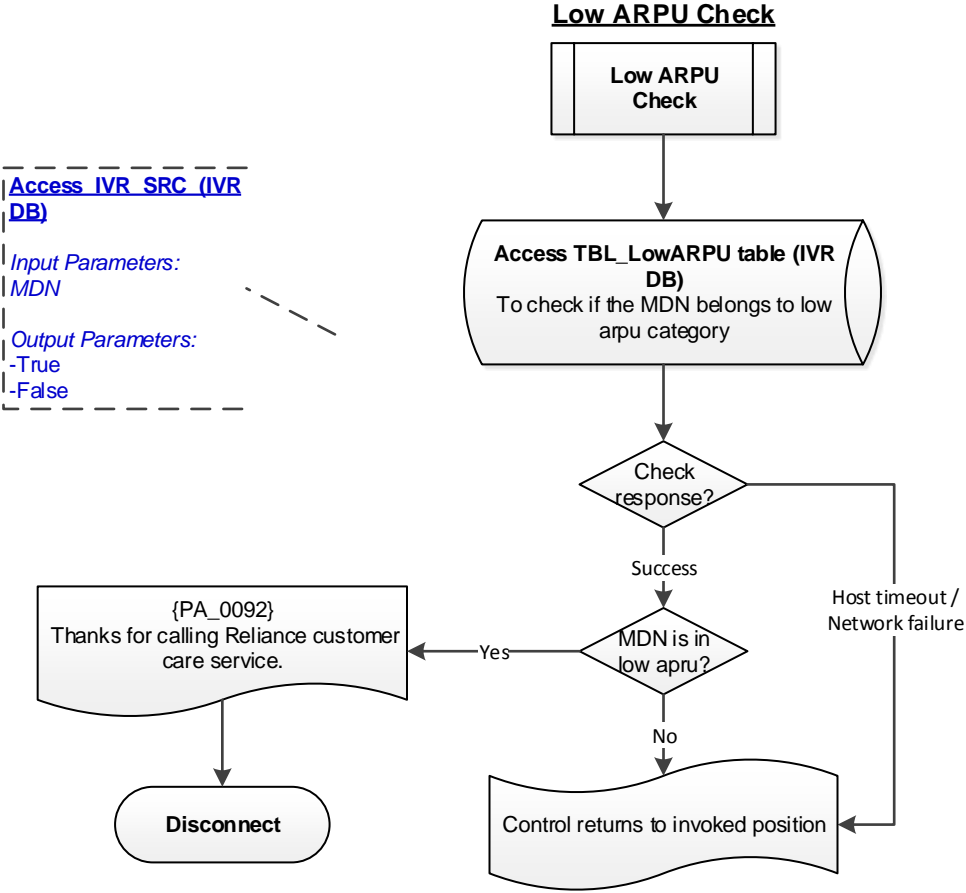 Low ARPU Check
Low ARPU
Check
Access IVR_SRC (IVR
DB)
Input Parameters:
MDN
Output Parameters:
-True
-False
Access TBL_LowARPU table (IVR
DB)
To check if the MDN belongs to low
arpu category
Check
response?
Success
Host timeout /
Network failure
{PA_0092}
Thanks for calling Reliance customer
care service.
Yes
MDN is in
low apru?
No
Disconnect
Control returns to invoked position